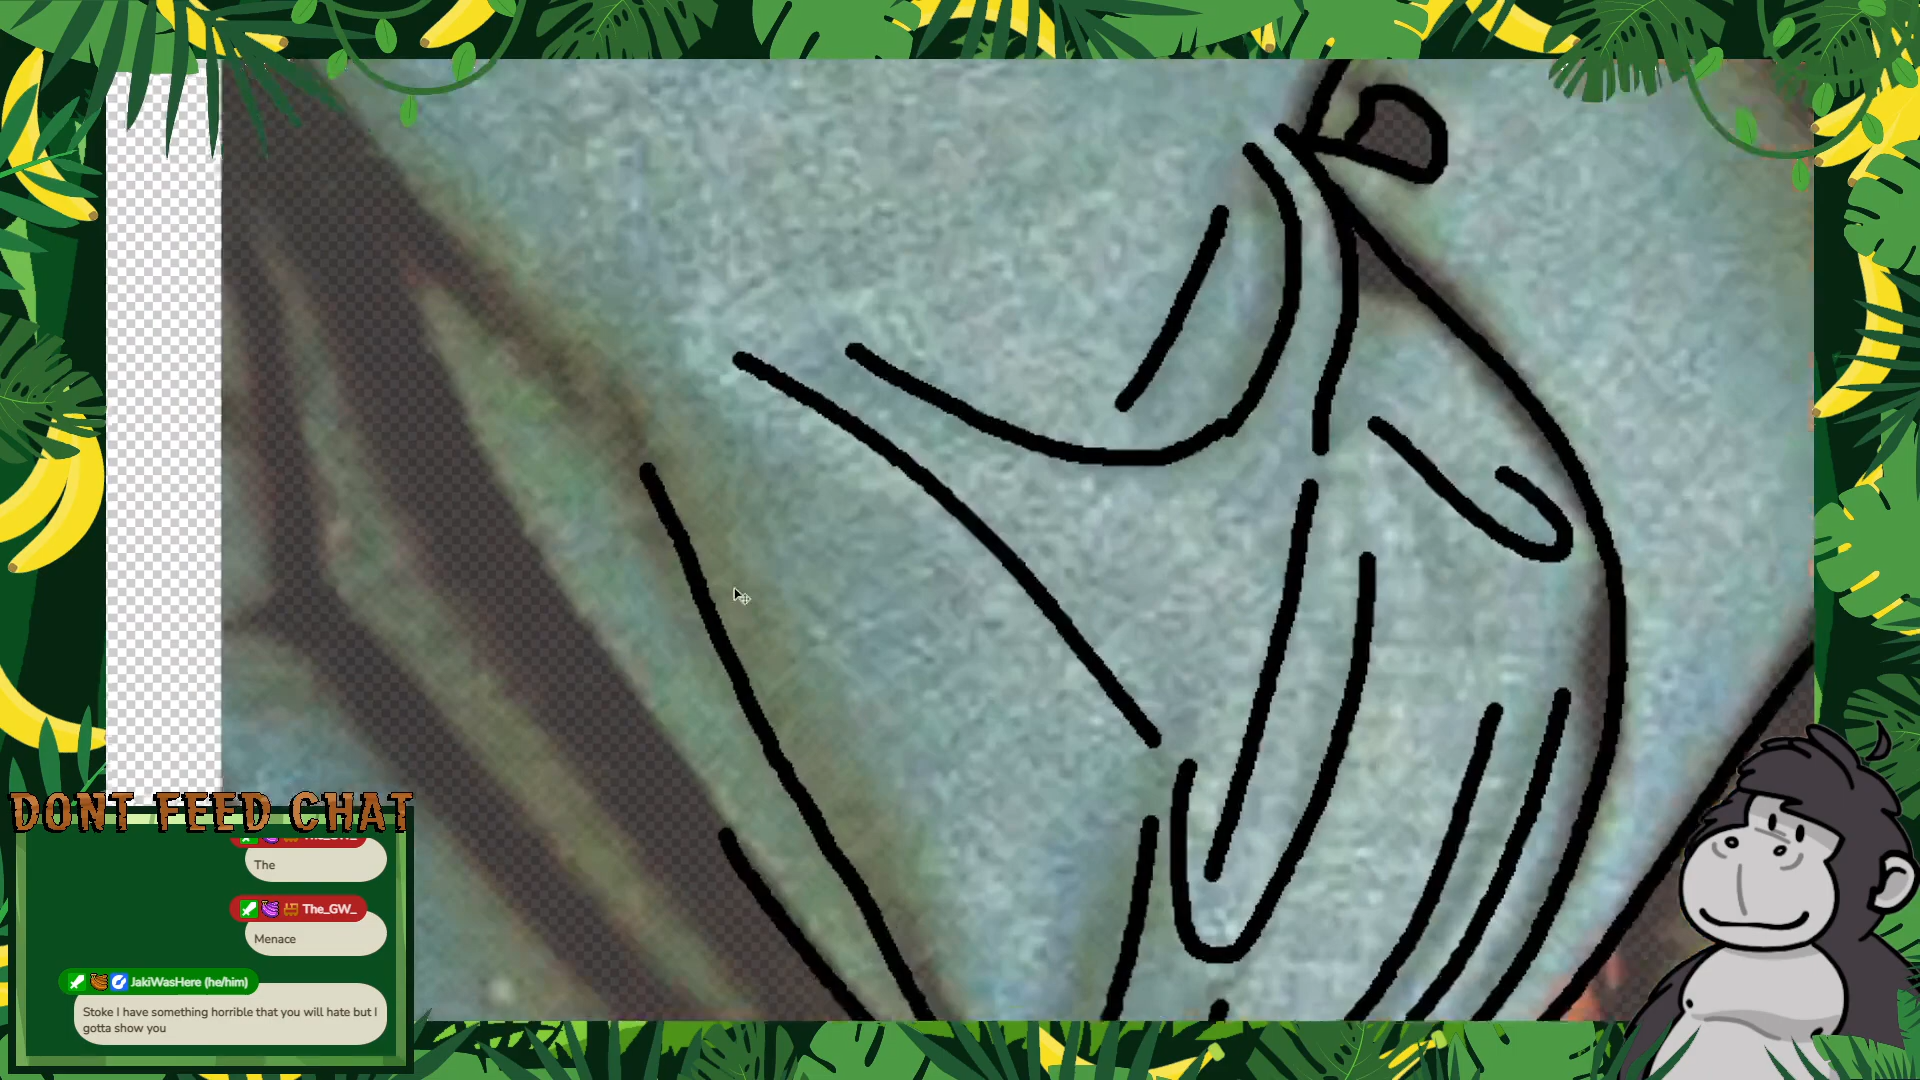 DONT FEED CHAT
The
The_GW_
Menace
JakiWasHere (he/him)
Stoke I have something horrible that you will hate but I
gotta show you